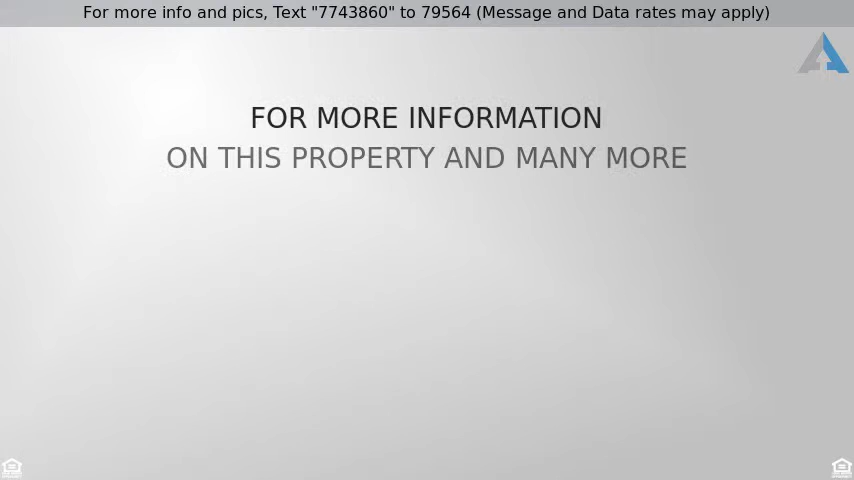 For more info and pics, Text "7743860" to 79564 (Message and Data rates may apply)
FOR MORE INFORMATION
ON THIS PROPERTY AND MANY MORE